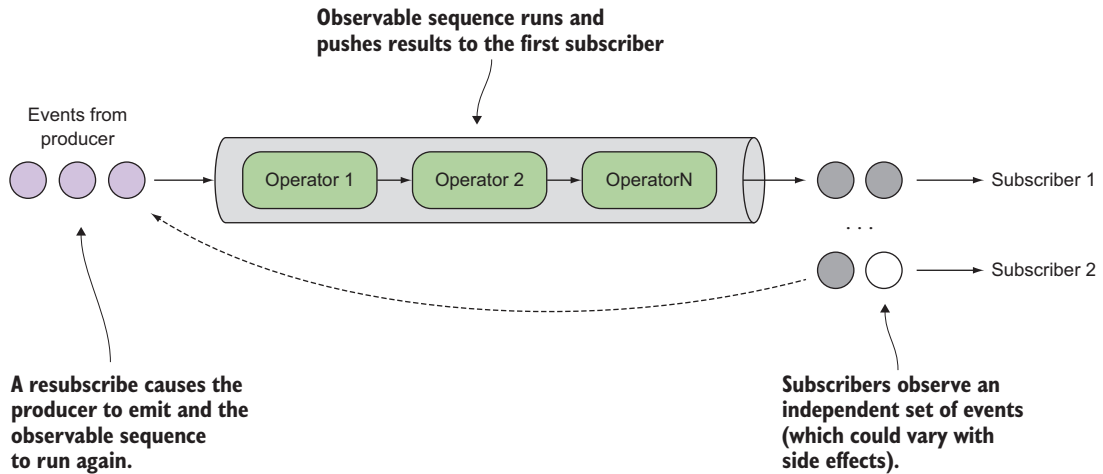 Observable sequence runs and
pushes results to the first subscriber
Events from
producer
Operator 1
Operator 2
OperatorN
Subscriber 1
. . .
Subscriber 2
A resubscribe causes the
producer to emit and the
observable sequence
to run again.
Subscribers observe an
independent set of events
(which could vary with
side effects).